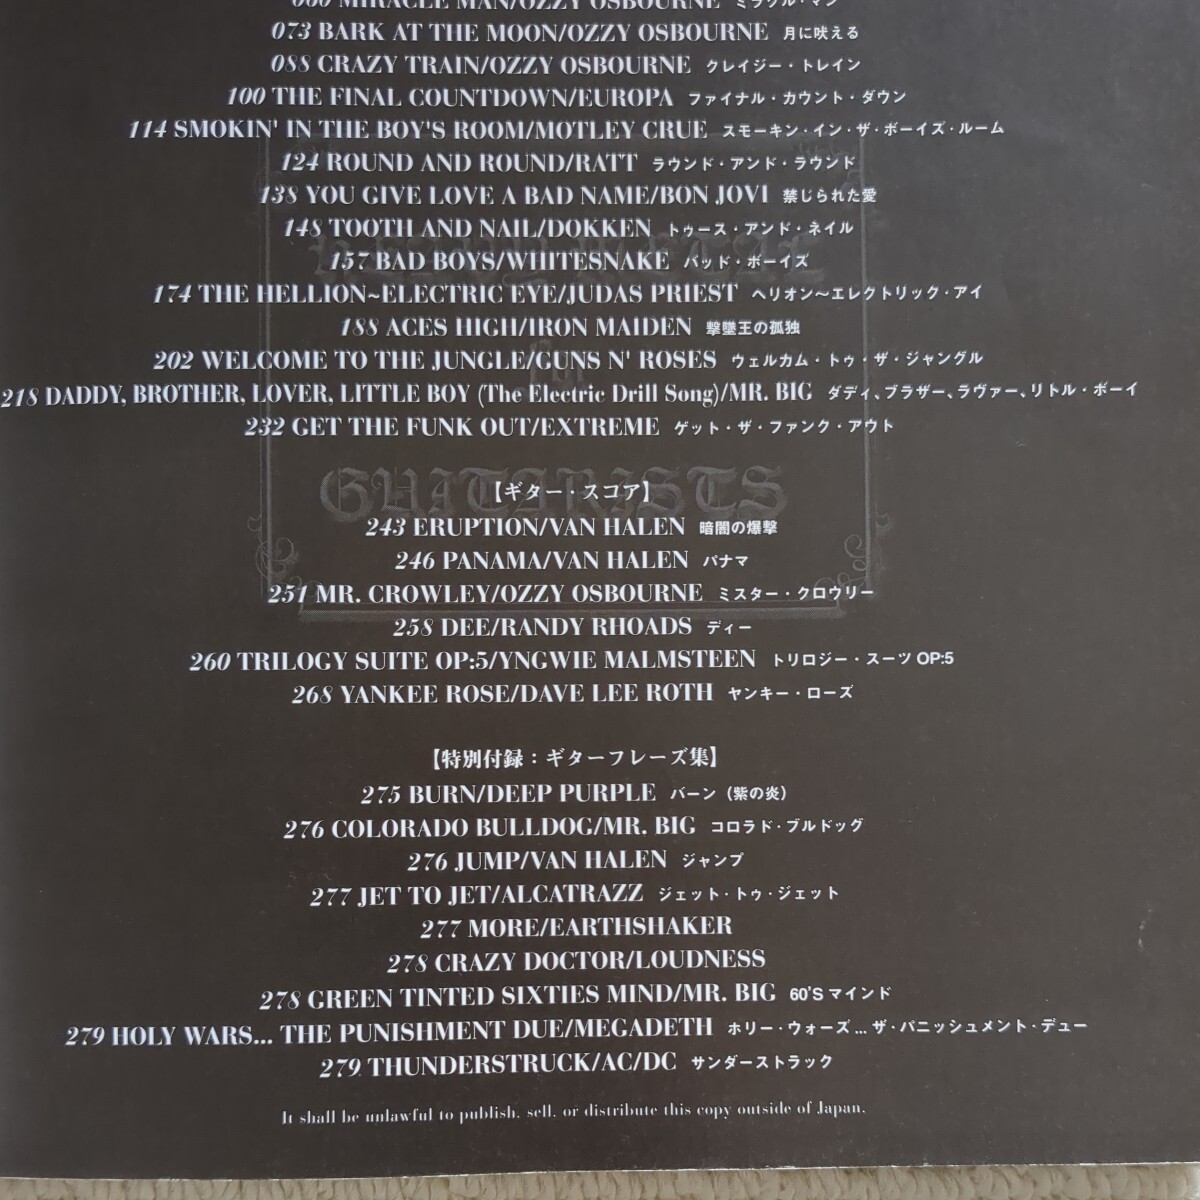 060 MIRACLE MAN/OZZY OSBOURNE ミラクル・マン
073 BARK AT THE MOON/OZZY OSBOURNE 月に吠える
088 CRAZY TRAIN/OZZY OSBOURNE クレイジー・トレイン
100 THE FINAL COUNTDOWN/EUROPA ファイナル・カウント・ダウン
114 SMOKIN' IN THE BOY'S ROOM/MOTLEY CRUE スモーキン・イン・ザ・ボーイズ・ルーム
124 ROUND AND ROUND/RATT ラウンド・アンド・ラウンド
138 YOU GIVE LOVE A BAD NAME/BON JOVI 禁じられた愛
148 TOOTH AND NAIL/DOKKEN トゥース・アンド・ネイル
157 BAD BOYS/WHITESNAKE バッド・ボーイズ
174 THE HELLION~ELECTRIC EYE/JUDAS PRIEST ヘリオン〜エレクトリック・アイ
188 ACES HIGH/IRON MAIDEN 撃墜王の孤独
202 WELCOME TO THE JUNGLE/GUNS N' ROSES ウェルカム・トゥ・ザ・ジャングル
218 DADDY, BROTHER, LOVER, LITTLE BOY (The Electric Drill Song)/MR. BIG ダディ、ブラザー、ラヴァー、リトル・ボーイ
232 GET THE FUNK OUT/EXTREME ゲット・ザ・ファンク・アウト
【ギター・スコア】
GUITARISTS
243 ERUPTION/VAN HALEN 暗闇の爆撃
246 PANAMA/VAN HALEN パナマ
251 MR. CROWLEY/OZZY OSBOURNE ミスター・クロウリー
258 DEE/RANDY RHOADS ディー
260 TRILOGY SUITE OP:5/YNGWIE MALMSTEEN トリロジー・スーツ OP:5
268 YANKEE ROSE/DAVE LEE ROTH ヤンキー・ローズ
【特別付録：ギターフレーズ集】
275 BURN/DEEP PURPLE バーン（紫の炎）
276 COLORADO BULLDOG/MR. BIG コロラド・ブルドッグ
276 JUMP/VAN HALEN ジャンプ
277 JET TO JET/ALCATRAZZ ジェット・トゥ・ジェット
277 MORE/EARTHSHAKER
278 CRAZY DOCTOR/LOUDNESS
278 GREEN TINTED SIXTIES MIND/MR. BIG 60'S マインド
279 HOLY WARS... THE PUNISHMENT DUE/MEGADETH ホリー・ウォーズ...ザ・パニッシュメント・デュー
279 THUNDERSTRUCK/AC/DC サンダーストラック
It shall be unlawful to publish. sell. or distribute this copy outside of Japan.